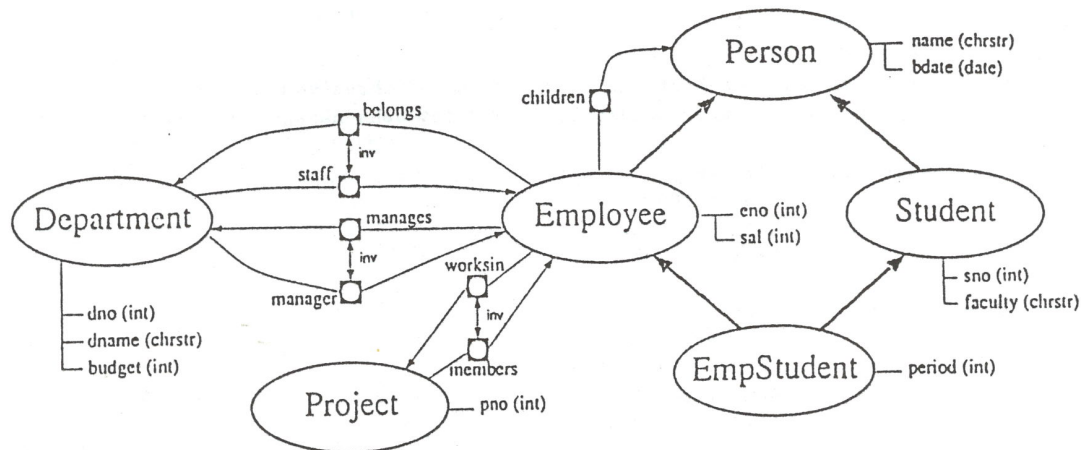 Person
name (chrstr)
bdate (date)
children
belongs
inv
staff
Department
manages
inv
manager
dno (int)
dname (chrstr)
budget (int)
Employee
eno (int)
sal (int)
Student
sno (int)
faculty (chrstr)
worksin
inv
members
Project
pno (int)
EmpStudent
period (int)